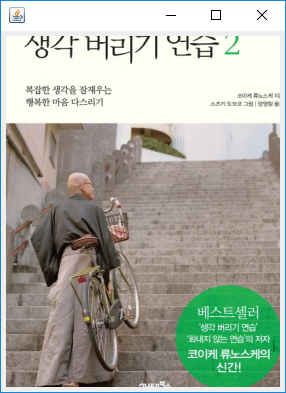 생각 버리기 연습 2
복잡한 생각을 잠재우는
행복한 마음 다스리기
코이케 류노스케 지
스즈키 도모코 그림 | 양영철 옮
베스트셀러
'생각 버리기 연습'
'화내지 않는 연습'의 저자
코이케 류노스케의
신간!